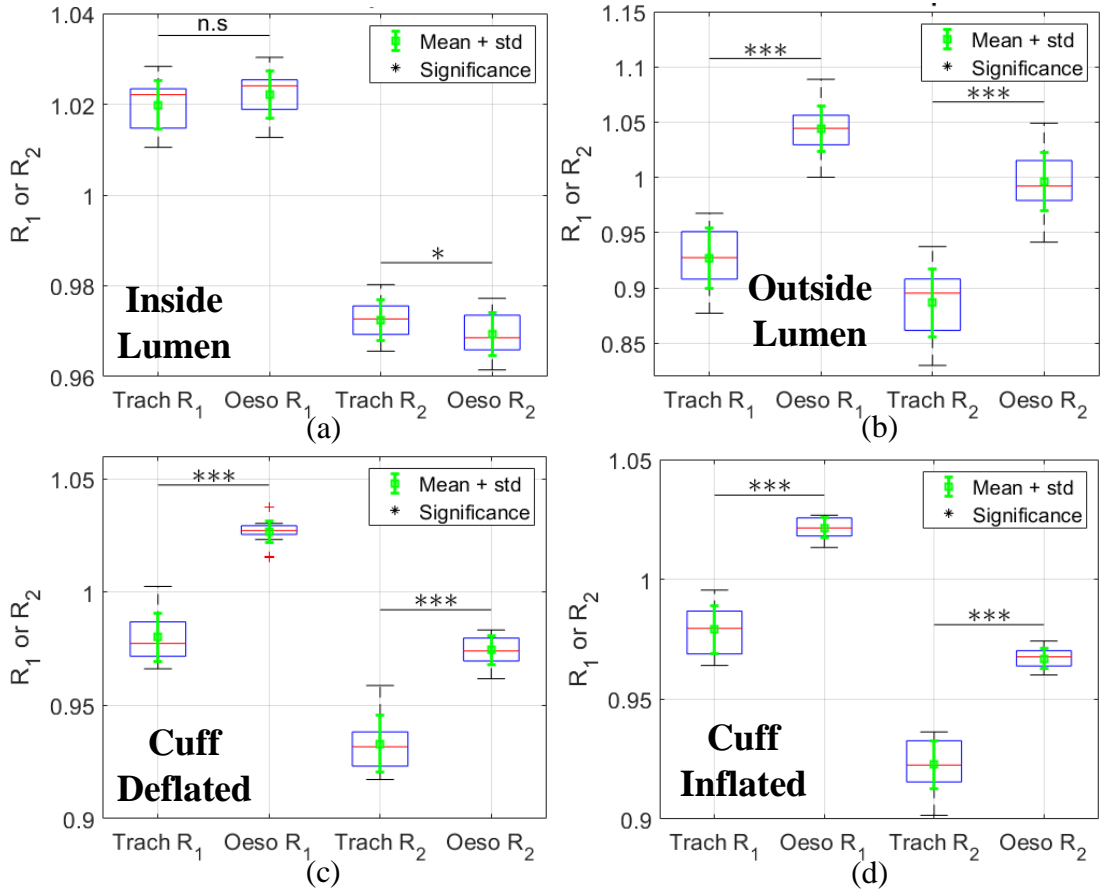 1.04
1.02
1
0.98
0.96
R1 or R2
n.s
*
Mean + std
* Significance
Inside
Lumen
Trach R1 Oeso R1 Trach R2 Oeso R2
(a)
1.15
1.1
1.05
1
0.95
0.9
0.85
R1 or R2
***
***
Mean + std
* Significance
Outside
Lumen
Trach R1 Oeso R1 Trach R2 Oeso R2
(b)
1.05
1
0.95
0.9
R1 or R2
***
***
Mean + std
* Significance
Cuff
Deflated
Trach R1 Oeso R1 Trach R2 Oeso R2
(c)
1.05
1
0.95
0.9
R1 or R2
***
***
Mean + std
* Significance
Cuff
Inflated
Trach R1 Oeso R1 Trach R2 Oeso R2
(d)